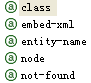 class
embed-xml
entity-name
node
not-found